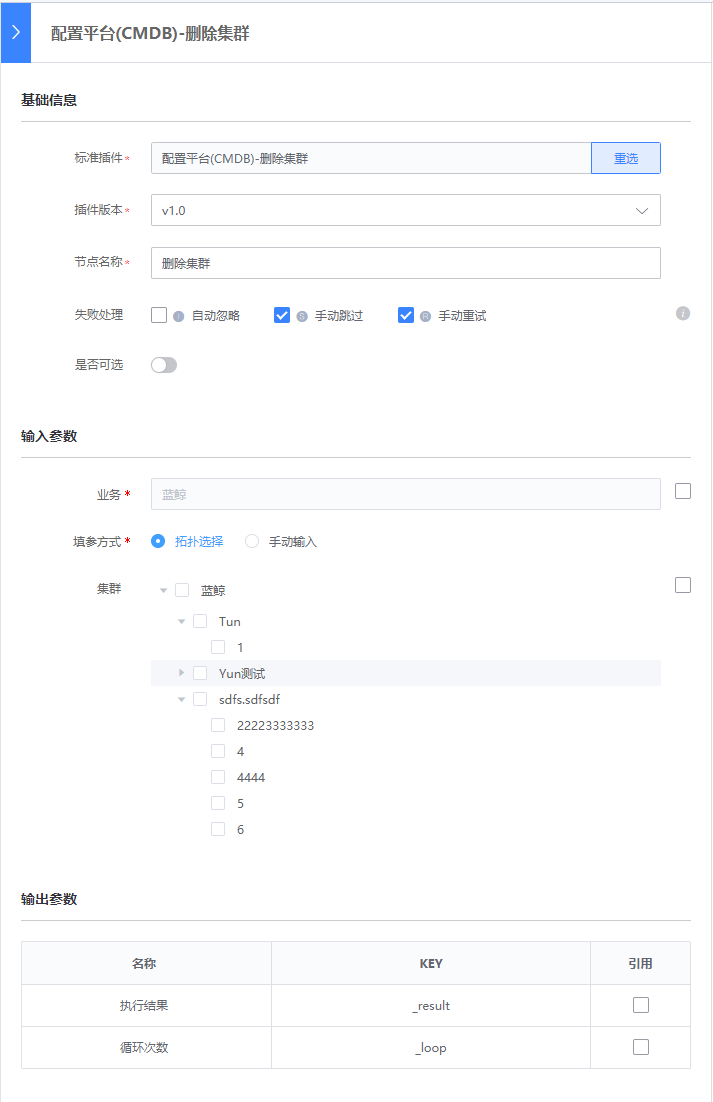 配置平台(CMDB)-删除集群
基础信息
标准插件* 配置平台(CMDB)-删除集群 重选
插件版本* v1.0
节点名称* 删除集群
失败处理 I 自动忽略 S 手动跳过 R 手动重试 i
是否可选
输入参数
业务* 蓝鲸
填参方式* 拓扑选择 手动输入
集群 蓝鲸
Tun
1
Yun测试
sdfs.sdfsdf
22223333333
4
4444
5
6
输出参数
名称 KEY 引用
执行结果 _result
循环次数 _loop